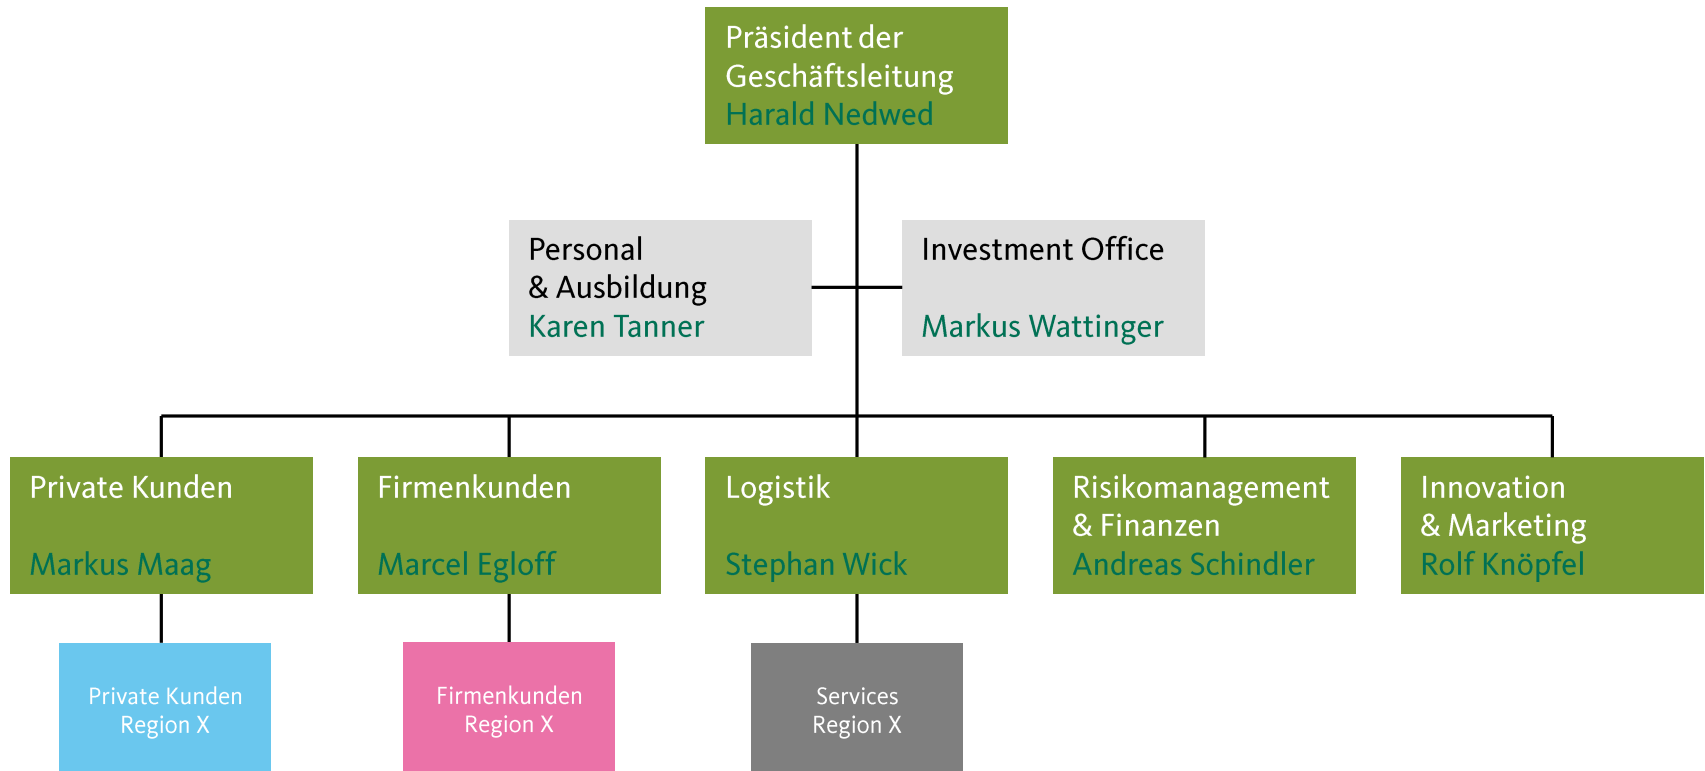 Präsident der
Geschäftsleitung
Harald Nedwed
Personal
& Ausbildung
Karen Tanner
Investment Office
Markus Wattinger
Private Kunden
Markus Maag
Firmenkunden
Marcel Egloff
Logistik
Stephan Wick
Risikomanagement
& Finanzen
Andreas Schindler
Innovation
& Marketing
Rolf Knöpfel
Private Kunden
Region X
Firmenkunden
Region X
Services
Region X